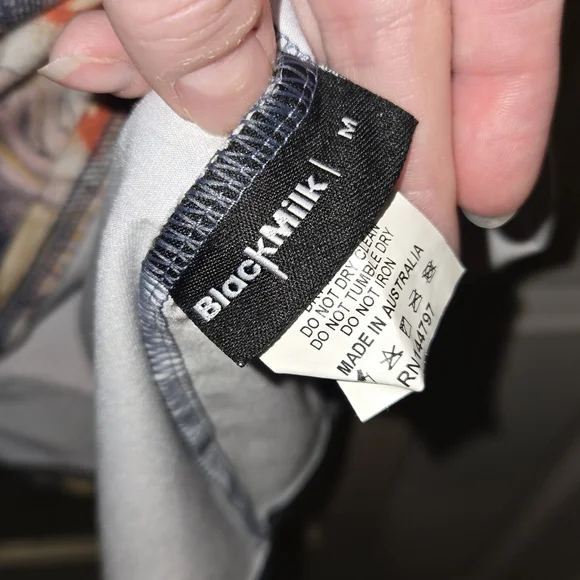 BlackMilk
M
DO NOT DRY CLEAN
DO NOT TUMBLE DRY
DO NOT IRON
MADE IN AUSTRALIA
RN144797